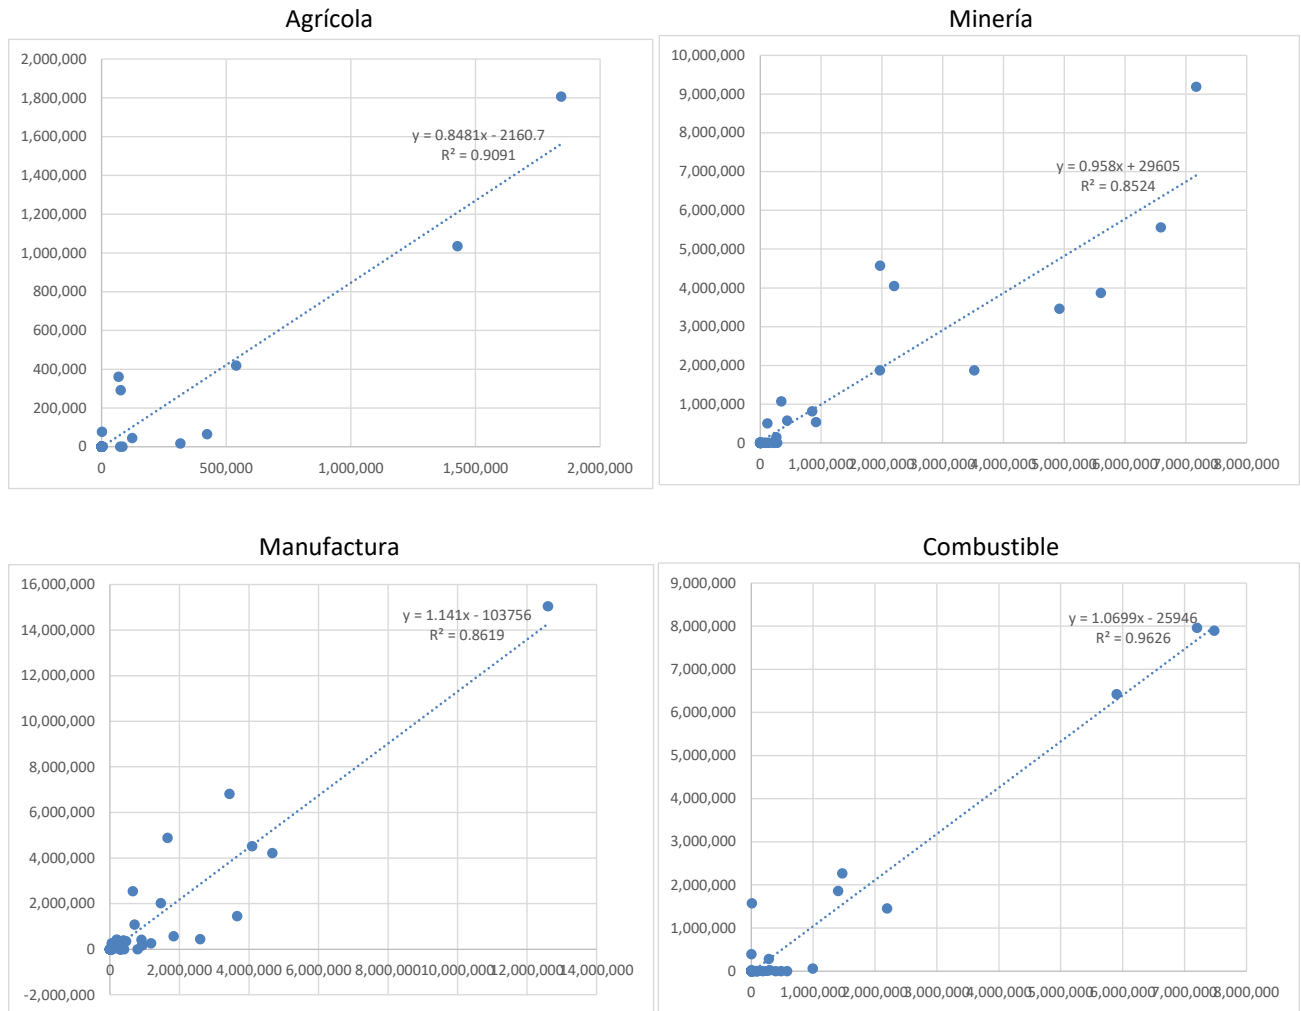 Agrícola
2,000,000
1,800,000
1,600,000
1,400,000
1,200,000
1,000,000
800,000
600,000
400,000
200,000
0
y = 0.8481x - 2160.7
R² = 0.9091
0 500,000 1,000,000 1,500,000 2,000,000
Minería
10,000,000
9,000,000
8,000,000
7,000,000
6,000,000
5,000,000
4,000,000
3,000,000
2,000,000
1,000,000
0
y = 0.958x + 29605
R² = 0.8524
0 1,000,000 2,000,000 3,000,000 4,000,000 5,000,000 6,000,000 7,000,000 8,000,000
Manufactura
16,000,000
14,000,000
12,000,000
10,000,000
8,000,000
6,000,000
4,000,000
2,000,000
0
-2,000,000
y = 1.141x - 103756
R² = 0.8619
0 2,000,000 4,000,000 6,000,000 8,000,000 10,000,000 12,000,000 14,000,000
Combustible
9,000,000
8,000,000
7,000,000
6,000,000
5,000,000
4,000,000
3,000,000
2,000,000
1,000,000
0
y = 1.0699x - 25946
R² = 0.9626
0 1,000,000 2,000,000 3,000,000 4,000,000 5,000,000 6,000,000 7,000,000 8,000,000